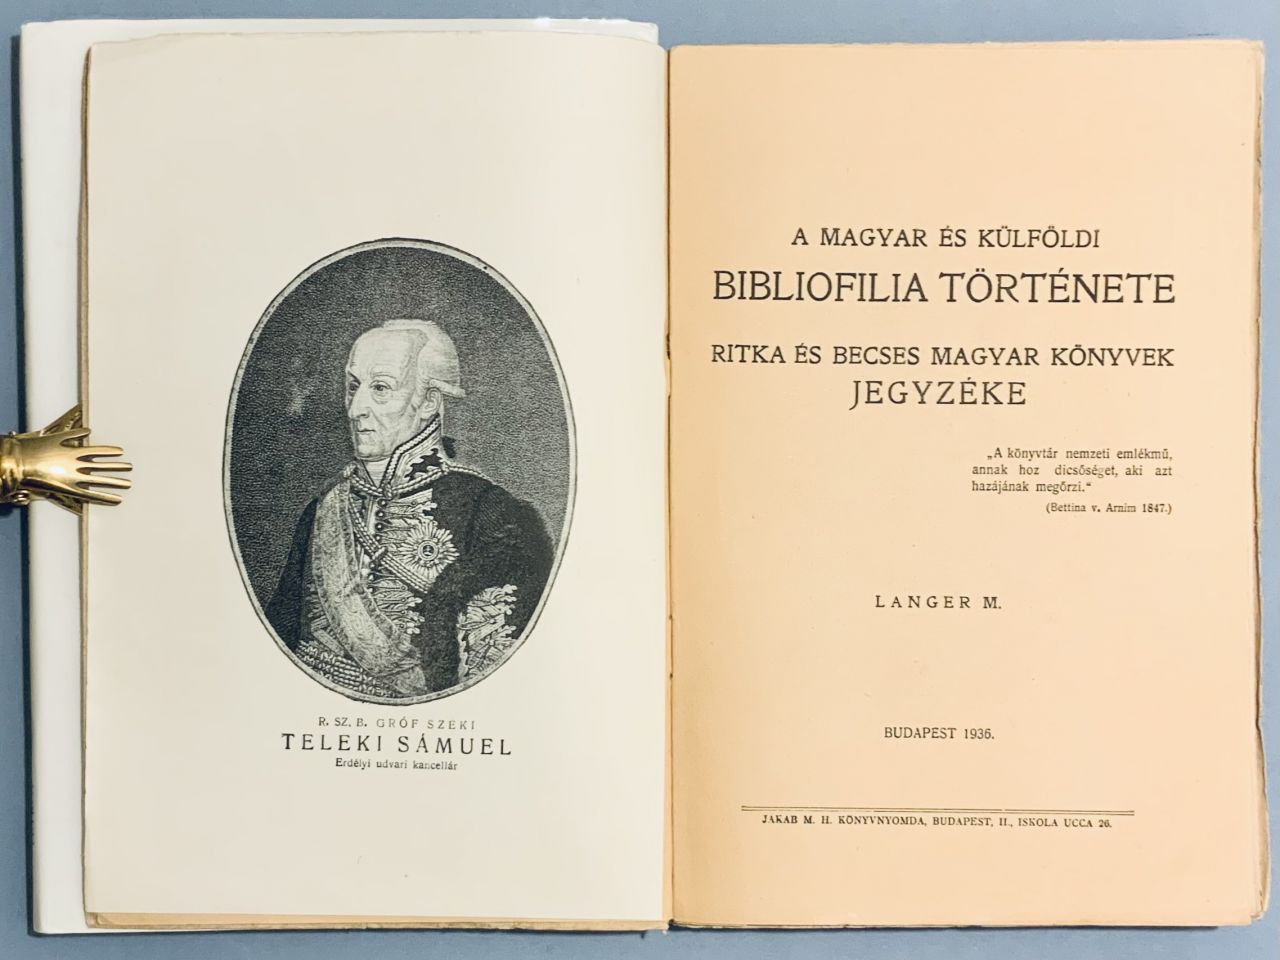 R. SZ. B. GRÓF SZEKI
TELEKI SÁMUEL
Erdélyi udvari kancellár
A MAGYAR ÉS KÜLFÖLDI
BIBLIOFILIA TÖRTÉNETE
RITKA ÉS BECSES MAGYAR KÖNYVEK
JEGYZÉKE
„A könyvtár nemzeti emlékmű,
annak hoz dicsőséget, aki azt
hazájának megőrzi.“
(Bettina v. Arnim 1847.)
LANGER M.
BUDAPEST 1936.
JAKAB M. H. KÖNYVNYOMDA, BUDAPEST, II., ISKOLA UCCA 26.